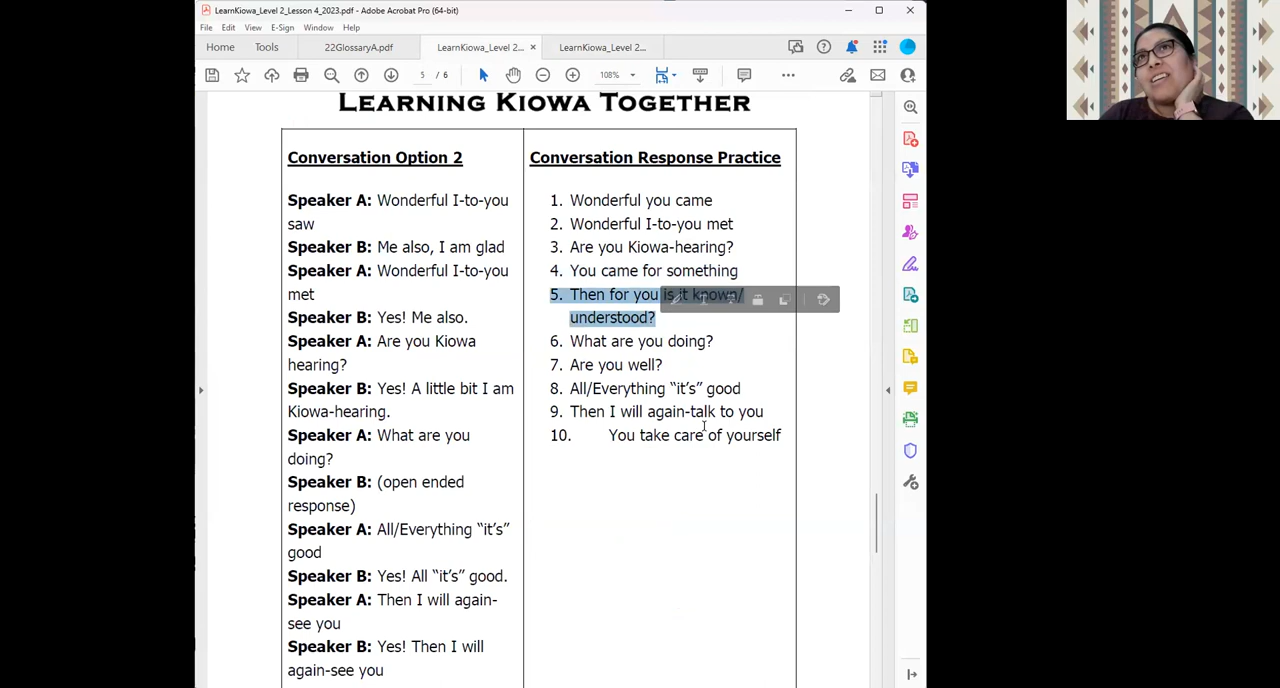 LearnKiowa_Level 2_Lesson 4_2023.pdf - Adobe Acrobat Pro (64-bit)
File Edit View E-Sign Window Help
Home Tools 22GlossaryA.pdf LearnKiowa_Level 2... × LearnKiowa_Level 2...
5 / 6 108%
LEARNING KIOWA TOGETHER
Conversation Option 2
Speaker A: Wonderful I-to-you
saw
Speaker B: Me also, I am glad
Speaker A: Wonderful I-to-you
met
Speaker B: Yes! Me also.
Speaker A: Are you Kiowa
hearing?
Speaker B: Yes! A little bit I am
Kiowa-hearing.
Speaker A: What are you
doing?
Speaker B: (open ended
response)
Speaker A: All/Everything “it’s”
good
Speaker B: Yes! All “it’s” good.
Speaker A: Then I will again-
see you
Speaker B: Yes! Then I will
again-see you
Conversation Response Practice
1. Wonderful you came
2. Wonderful I-to-you met
3. Are you Kiowa-hearing?
4. You came for something
5. Then for you is it known/
understood?
6. What are you doing?
7. Are you well?
8. All/Everything “it’s” good
9. Then I will again-talk to you
10. You take care of yourself